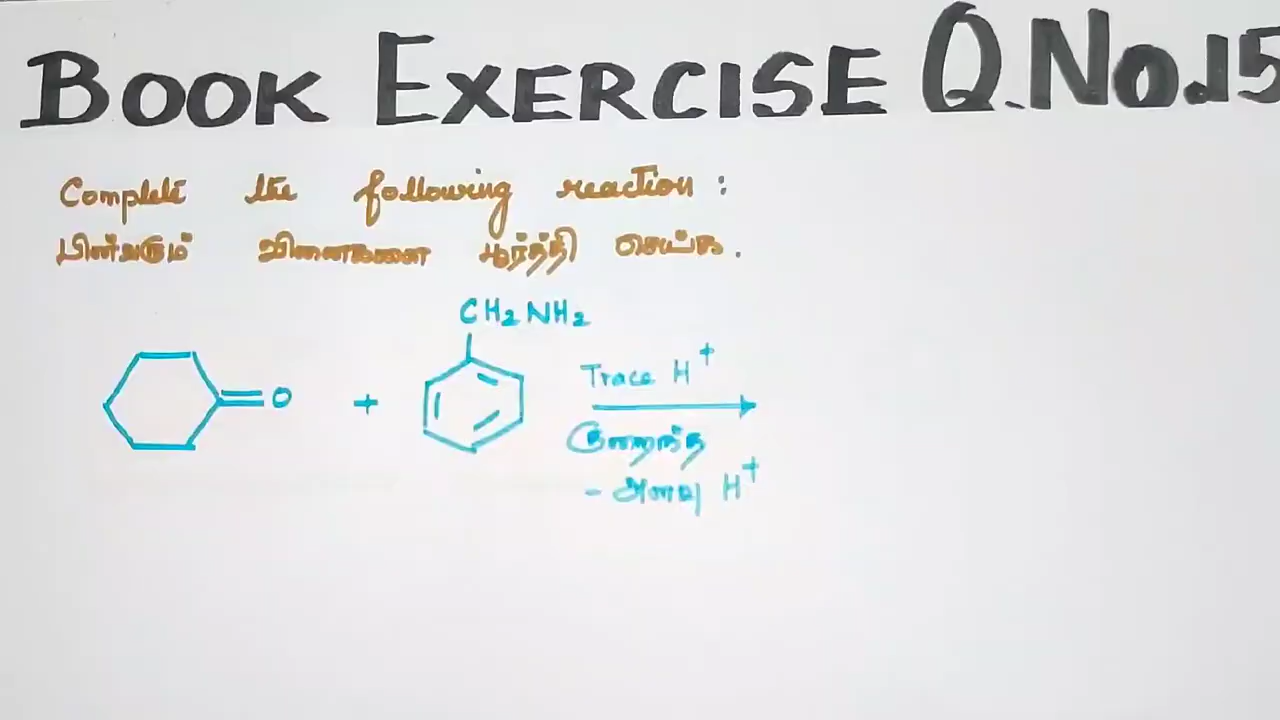 BOOK EXERCISE Q.No.15
Complete the following reaction :
பின்வரும் வினைகளை பூர்த்தி செய்க .
CH₂NH₂
=O + Trace H⁺
குறைந்த
- அளவு H⁺